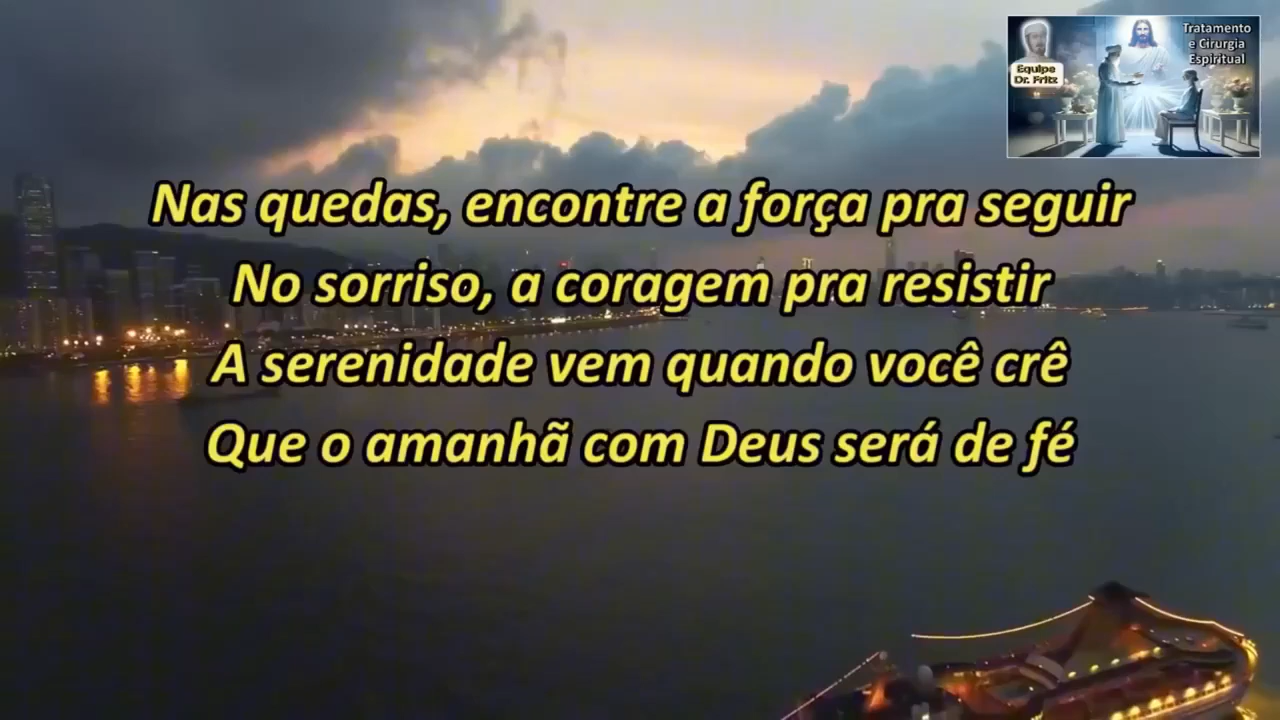 Tratamento
e Cirurgia
Espiritual
Equipe
Dr. Fritz
Nas quedas, encontre a força pra seguir
No sorriso, a coragem pra resistir
A serenidade vem quando você crê
Que o amanhã com Deus será de fé